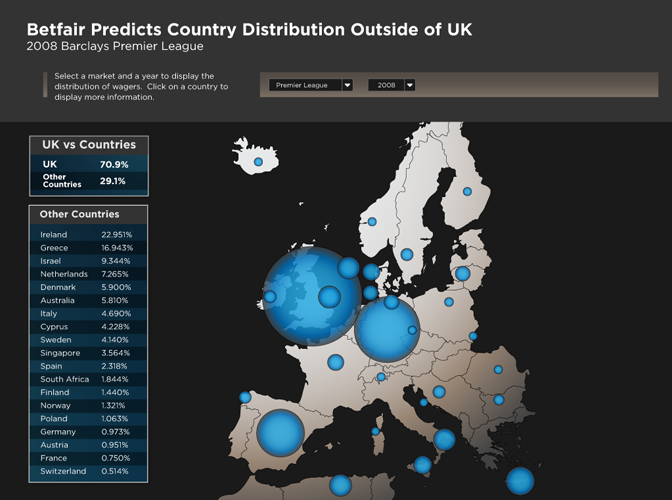 Betfair Predicts Country Distribution Outside of UK
2008 Barclays Premier League
Select a market and a year to display the
distribution of wagers. Click on a country to
display more information.
Premier League
2008
UK vs Countries
UK 70.9%
Other Countries 29.1%
Other Countries
Ireland 22.951%
Greece 16.943%
Israel 9.344%
Netherlands 7.265%
Denmark 5.900%
Australia 5.810%
Italy 4.690%
Cyprus 4.228%
Sweden 4.140%
Singapore 3.564%
Spain 2.318%
South Africa 1.844%
Finland 1.440%
Norway 1.321%
Poland 1.063%
Germany 0.973%
Austria 0.951%
France 0.750%
Switzerland 0.514%